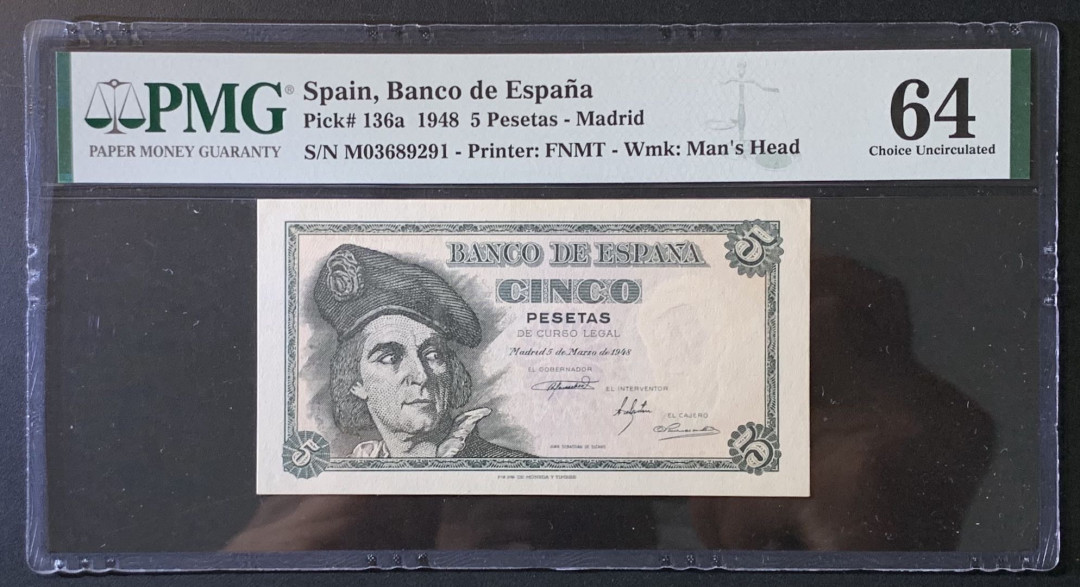 PMG®
PAPER MONEY GUARANTY
Spain, Banco de España
Pick# 136a 1948 5 Pesetas - Madrid
S/N M03689291 - Printer: FNMT - Wmk: Man's Head
64
Choice Uncirculated
BANCO DE ESPAÑA
5
CINCO
PESETAS
DE CURSO LEGAL
Madrid 5 de Marzo de 1948
EL GOBERNADOR
EL INTERVENTOR
EL CAJERO
5
5